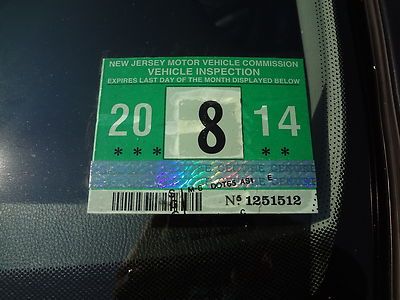 NEW JERSEY MOTOR VEHICLE COMMISSION
VEHICLE INSPECTION
EXPIRES LAST DAY OF THE MONTH DISPLAYED BELOW
20 8 14
*** **
Nº 1251512